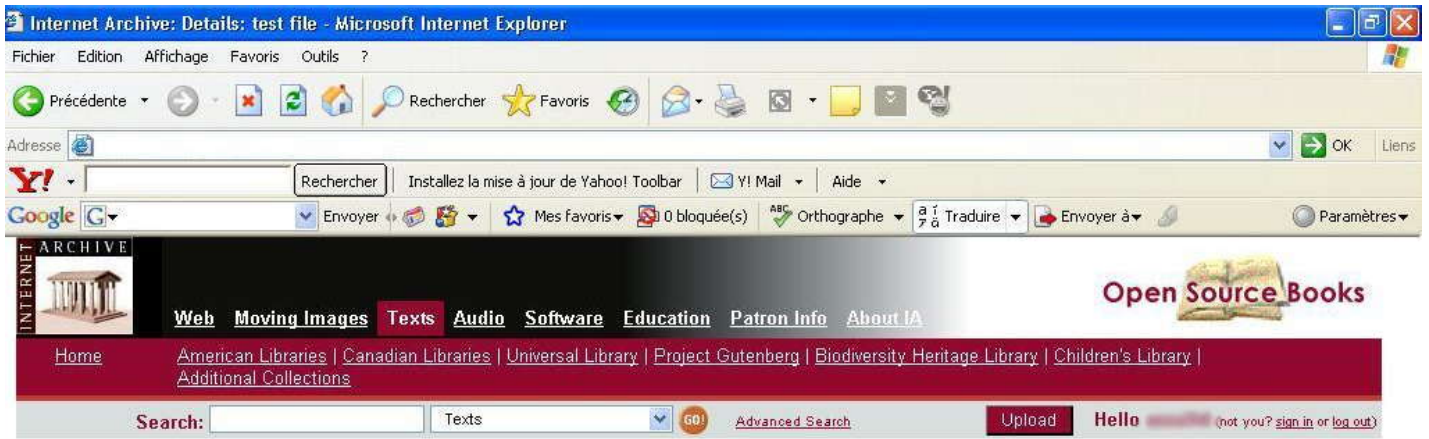 Internet Archive: Details: test file - Microsoft Internet Explorer
Fichier Edition Affichage Favoris Outils ?
Précédente Rechercher Favoris
Adresse OK Liens
Y! Rechercher Installez la mise à jour de Yahoo! Toolbar Y! Mail Aide
Google G Envoyer Mes favoris 0 bloquée(s) ABC Orthographe Traduire Envoyer à Paramètres
INTERNET ARCHIVE
Open Source Books
Web Moving Images Texts Audio Software Education Patron Info About IA
Home American Libraries | Canadian Libraries | Universal Library | Project Gutenberg | Biodiversity Heritage Library | Children's Library |
Additional Collections
Search: Texts GO! Advanced Search Upload Hello (not you? sign in or log out)